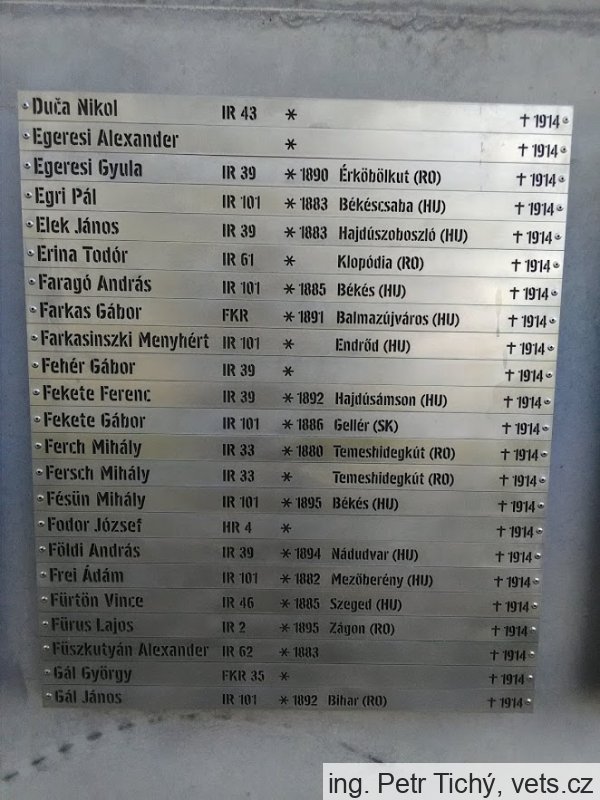 Duča Nikol IR 43 * † 1914
Egeresi Alexander * † 1914
Egeresi Gyula IR 39 * 1890 Érköbölkut (RO) † 1914
Egri Pál IR 101 * 1883 Békéscsaba (HU) † 1914
Elek János IR 39 * 1883 Hajdúszoboszló (HU) † 1914
Erina Todór IR 61 * Klopódia (RO) † 1914
Faragó András IR 101 * 1885 Békés (HU) † 1914
Farkas Gábor FKR * 1891 Balmazújváros (HU) † 1914
Farkasinszki Menyhért IR 101 * Endrőd (HU) † 1914
Fehér Gábor IR 39 * † 1914
Fekete Ferenc IR 39 * 1892 Hajdúsámson (HU) † 1914
Fekete Gábor IR 101 * 1886 Gellér (SK) † 1914
Ferch Mihály IR 33 * 1880 Temeshidegkút (RO) † 1914
Fersch Mihály IR 33 * Temeshidegkút (RO) † 1914
Fésün Mihály IR 101 * 1895 Békés (HU) † 1914
Fodor József HR 4 * † 1914
Földi András IR 39 * 1894 Nádudvar (HU) † 1914
Frei Ádám IR 101 * 1882 Mezőberény (HU) † 1914
Fürtön Vince IR 46 * 1885 Szeged (HU) † 1914
Fürus Lajos IR 2 * 1895 Zágon (RO) † 1914
Füszkutyán Alexander IR 62 * 1883 † 1914
Gál György FKR 35 * † 1914
Gál János IR 101 * 1892 Bihar (RO) † 1914
ing. Petr Tichý, vets.cz